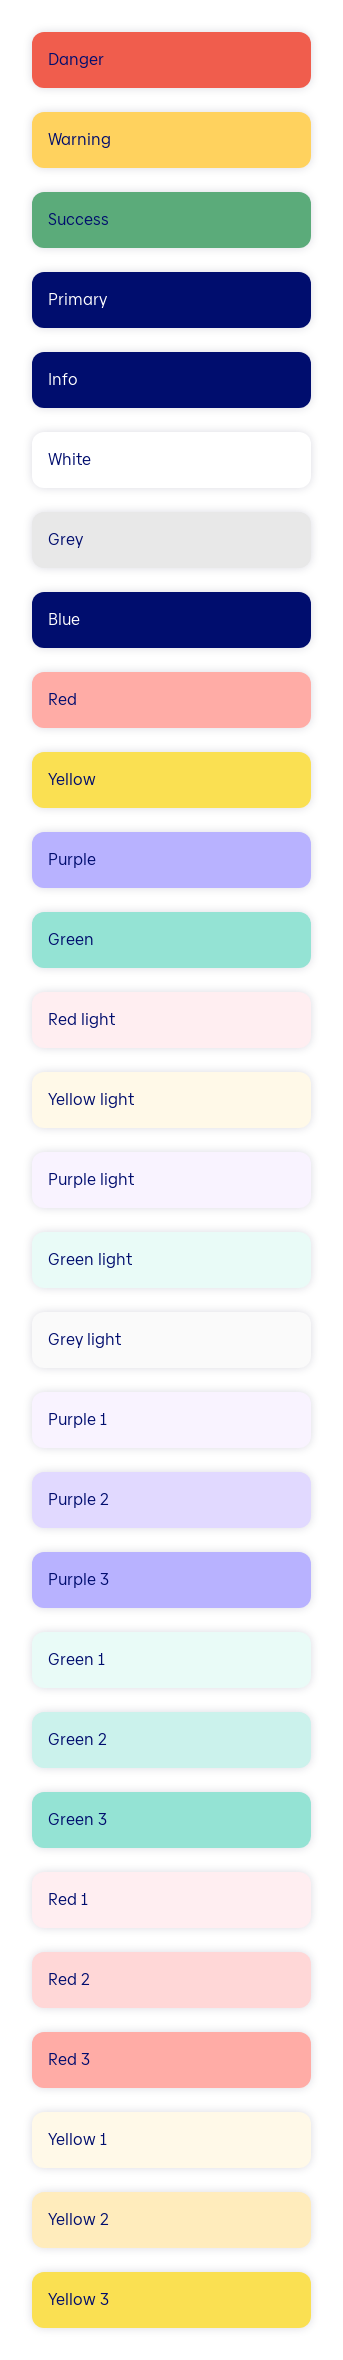 Danger
Warning
Success
Primary
Info
White
Grey
Blue
Red
Yellow
Purple
Green
Red light
Yellow light
Purple light
Green light
Grey light
Purple 1
Purple 2
Purple 3
Green 1
Green 2
Green 3
Red 1
Red 2
Red 3
Yellow 1
Yellow 2
Yellow 3